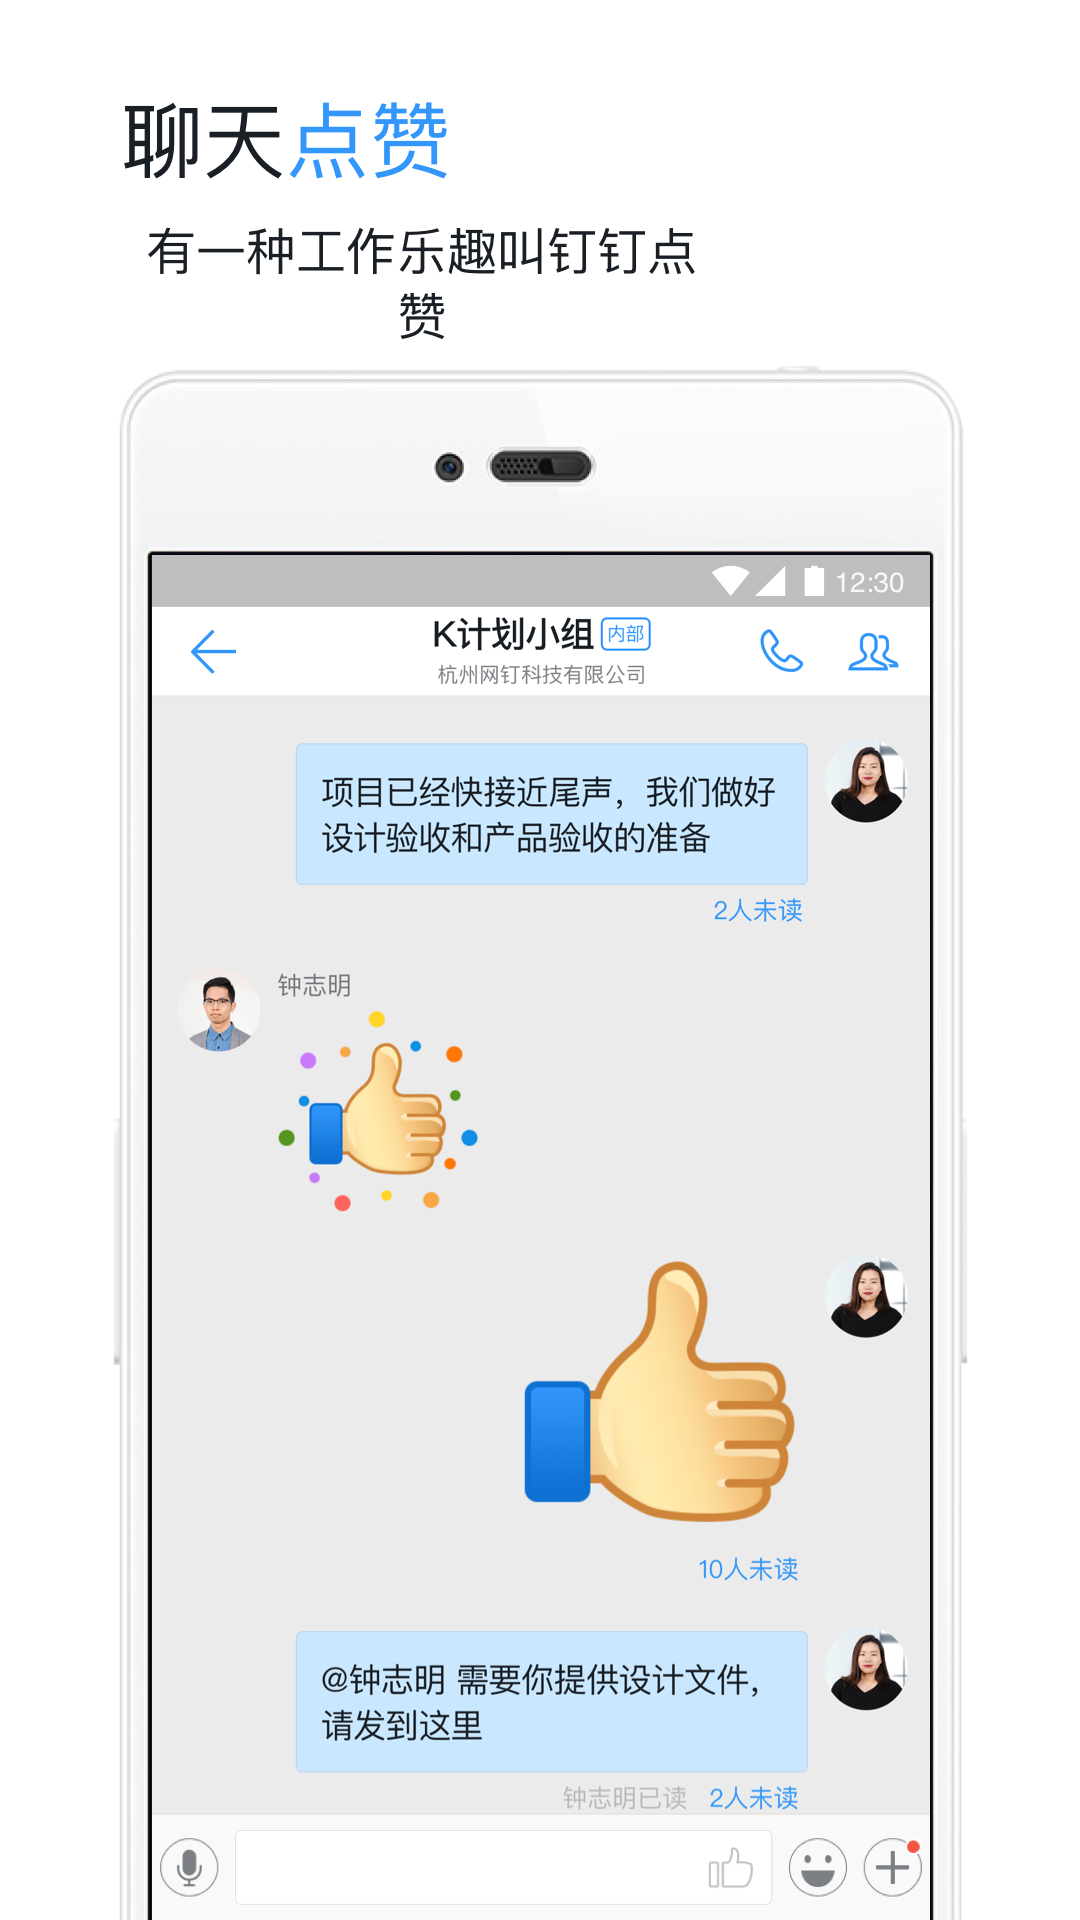 聊天点赞
有一种工作乐趣叫钉钉点
赞
12:30
K计划小组 内部
杭州网钉科技有限公司
项目已经快接近尾声，我们做好
设计验收和产品验收的准备
2人未读
钟志明
10人未读
@钟志明 需要你提供设计文件，
请发到这里
钟志明已读 2人未读